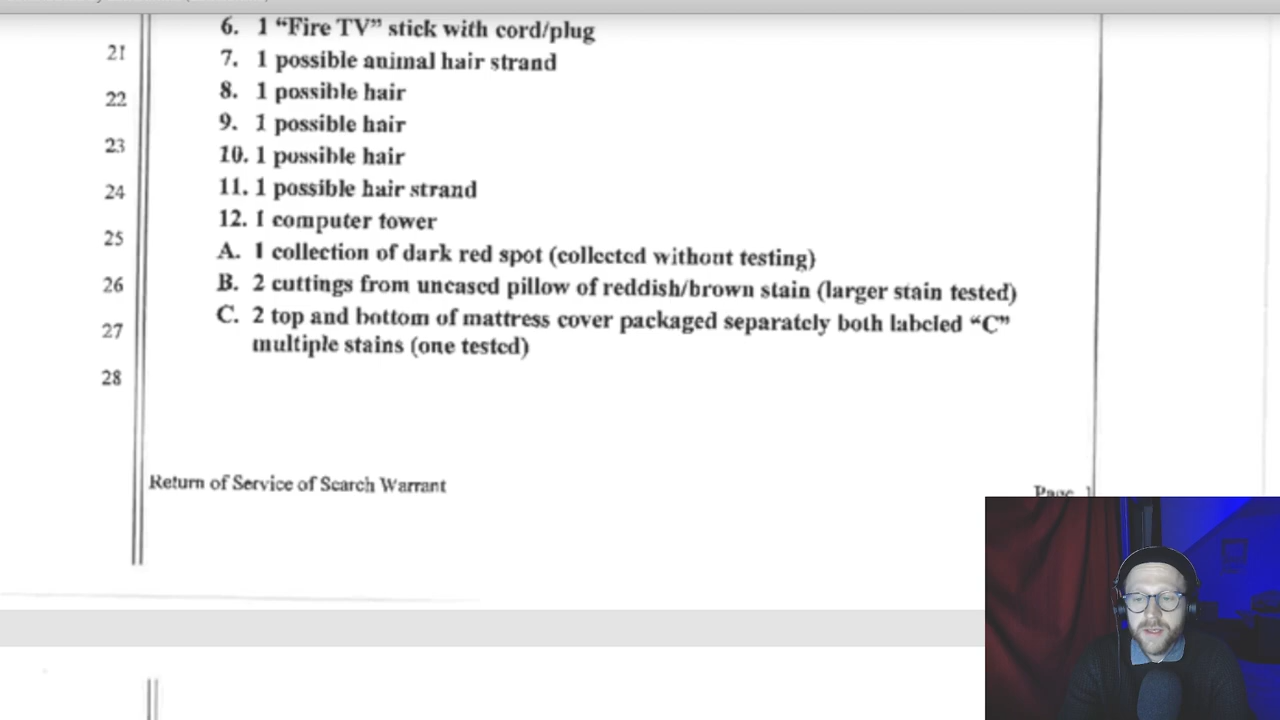 6. 1 “Fire TV” stick with cord/plug
21
7. 1 possible animal hair strand
22
8. 1 possible hair
9. 1 possible hair
23
10. 1 possible hair
24
11. 1 possible hair strand
12. 1 computer tower
25
A. 1 collection of dark red spot (collected without testing)
26
B. 2 cuttings from uncased pillow of reddish/brown stain (larger stain tested)
27
C. 2 top and bottom of mattress cover packaged separately both labeled “C”
multiple stains (one tested)
28
Return of Service of Search Warrant
Page 1